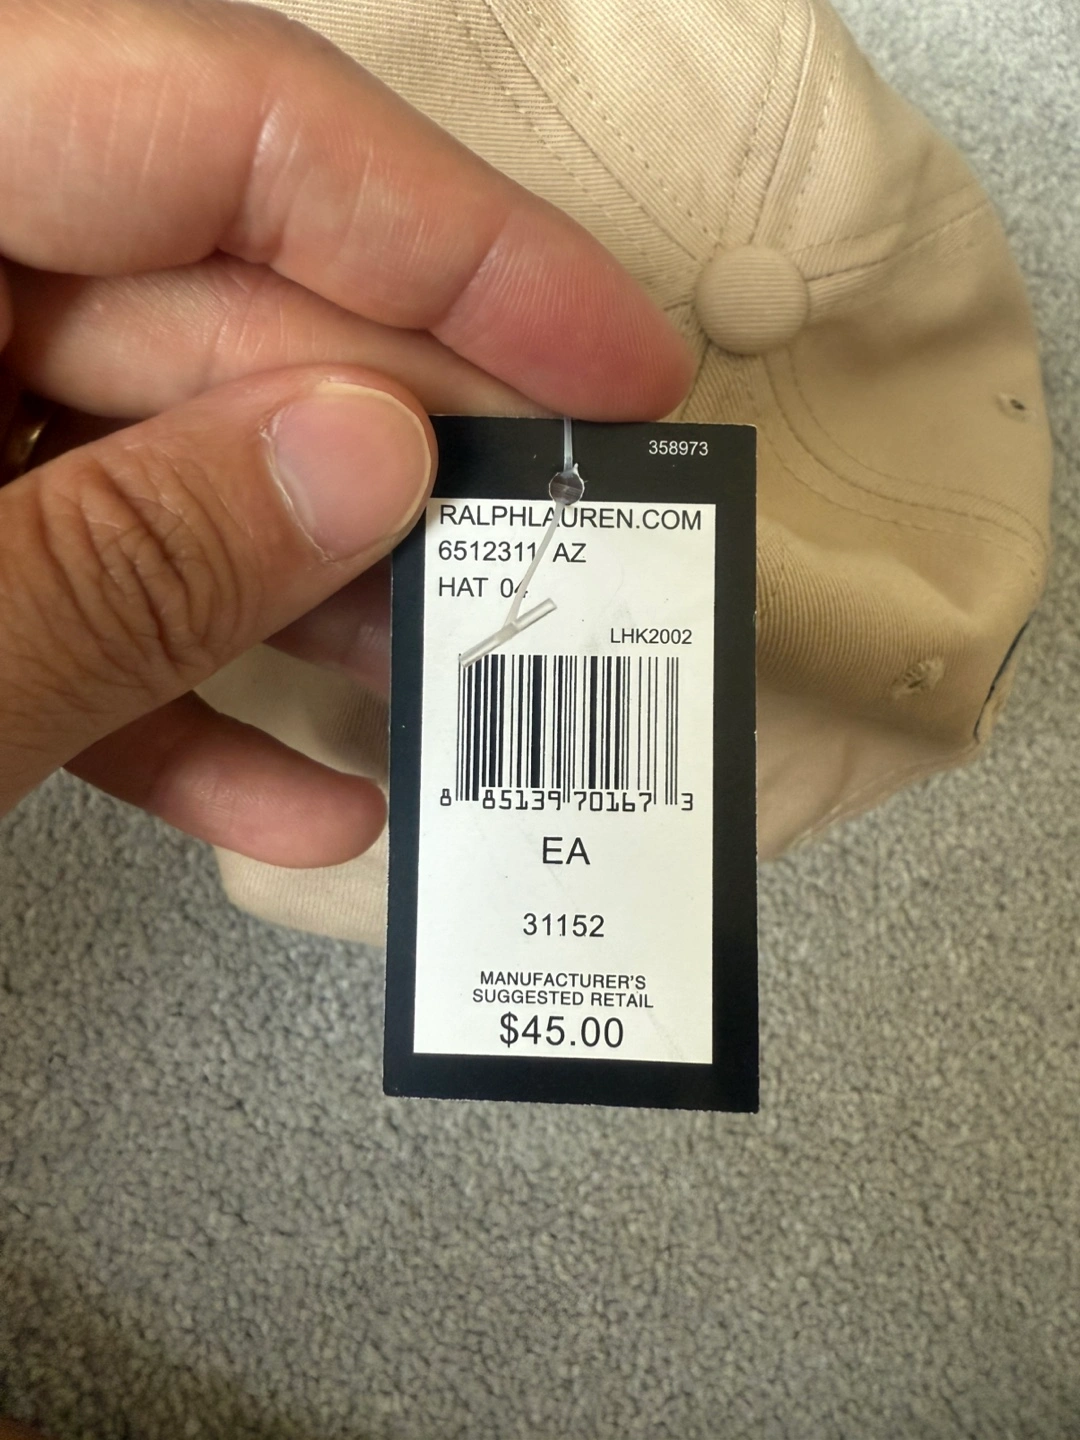 358973
RALPHLAUREN.COM
6512311 AZ
HAT 04
LHK2002
8 85139 70167 3
EA
31152
MANUFACTURER'S
SUGGESTED RETAIL
$45.00